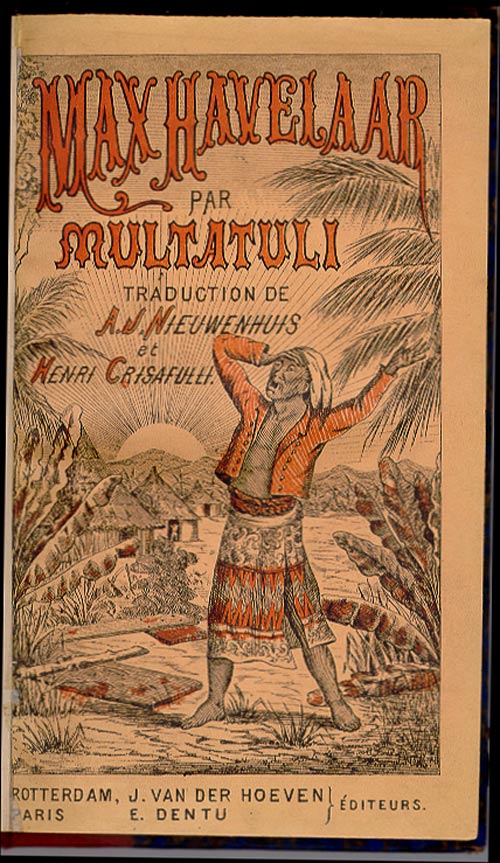 MAX HAVELAAR
PAR
MULTATULI
TRADUCTION DE
A.J. NIEUWENHUIS
et
HENRI CRISAFULLI.
ROTTERDAM, J. VAN DER HOEVEN } ÉDITEURS.
PARIS E. DENTU